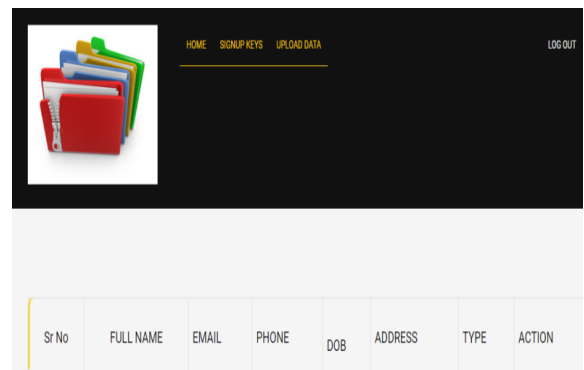 HOME SIGNUP KEYS UPLOAD DATA LOG OUT
Sr No FULL NAME EMAIL PHONE DOB ADDRESS TYPE ACTION